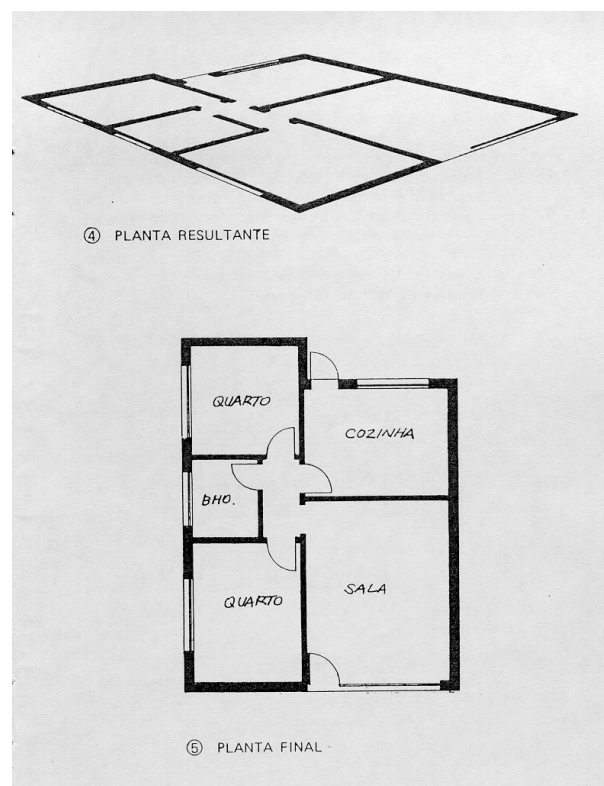 ④ PLANTA RESULTANTE
QUARTO
COZINHA
BHO.
QUARTO
SALA
⑤ PLANTA FINAL